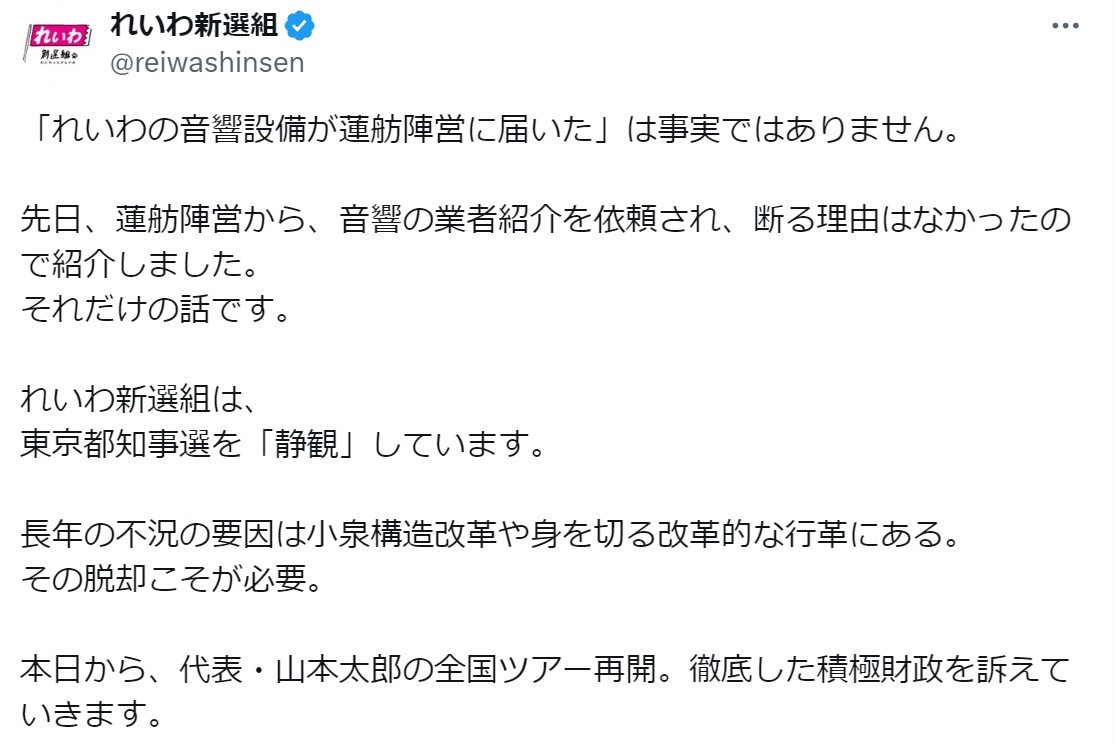 れいわ新選組
@reiwashinsen
れいわ
新選組
「れいわの音響設備が蓮舫陣営に届いた」は事実ではありません。
先日、蓮舫陣営から、音響の業者紹介を依頼され、断る理由はなかったの
で紹介しました。
それだけの話です。
れいわ新選組は、
東京都知事選を「静観」しています。
長年の不況の要因は小泉構造改革や身を切る改革的な行革にある。
その脱却こそが必要。
本日から、代表・山本太郎の全国ツアー再開。徹底した積極財政を訴えて
いきます。